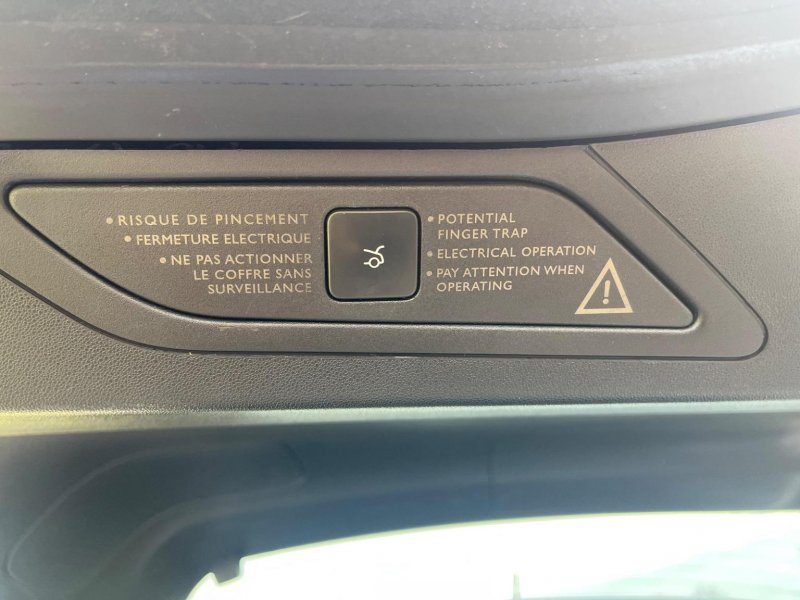 • RISQUE DE PINCEMENT
• FERMETURE ELECTRIQUE
• NE PAS ACTIONNER
LE COFFRE SANS
SURVEILLANCE
• POTENTIAL
FINGER TRAP
• ELECTRICAL OPERATION
• PAY ATTENTION WHEN
OPERATING
!